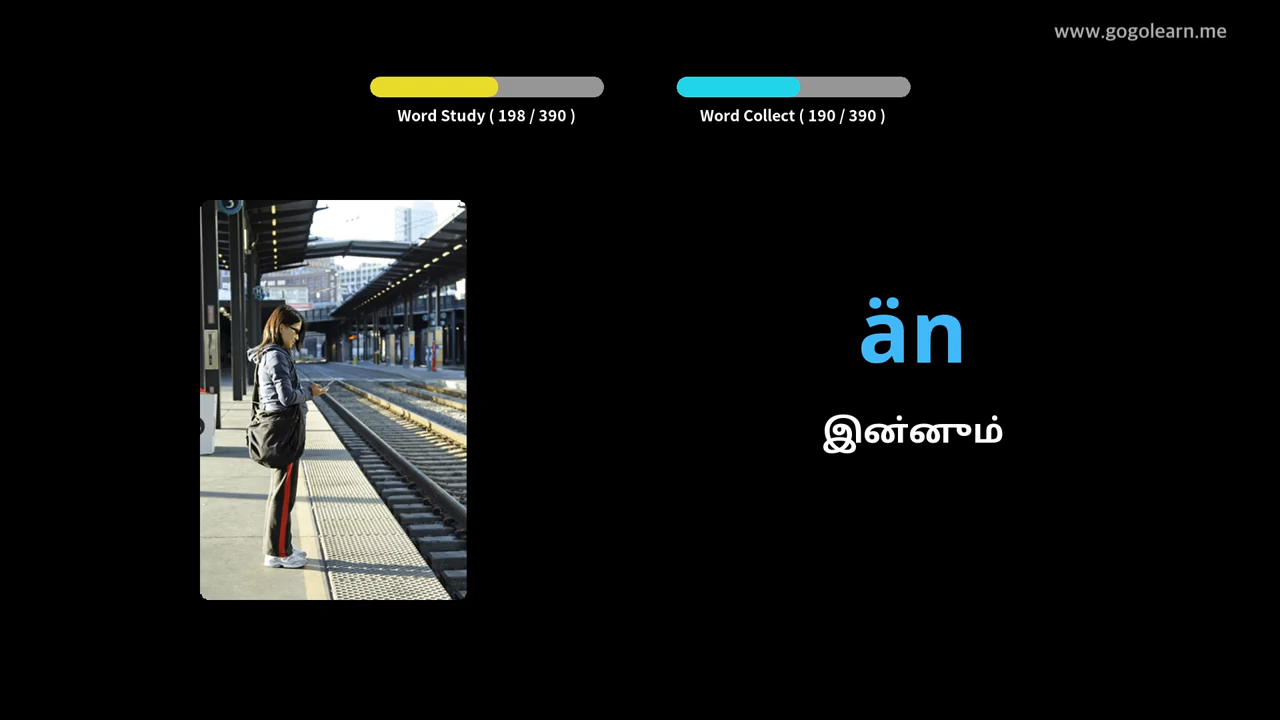 www.gogolearn.me
Word Study ( 198 / 390 )
Word Collect ( 190 / 390 )
än
இன்னும்